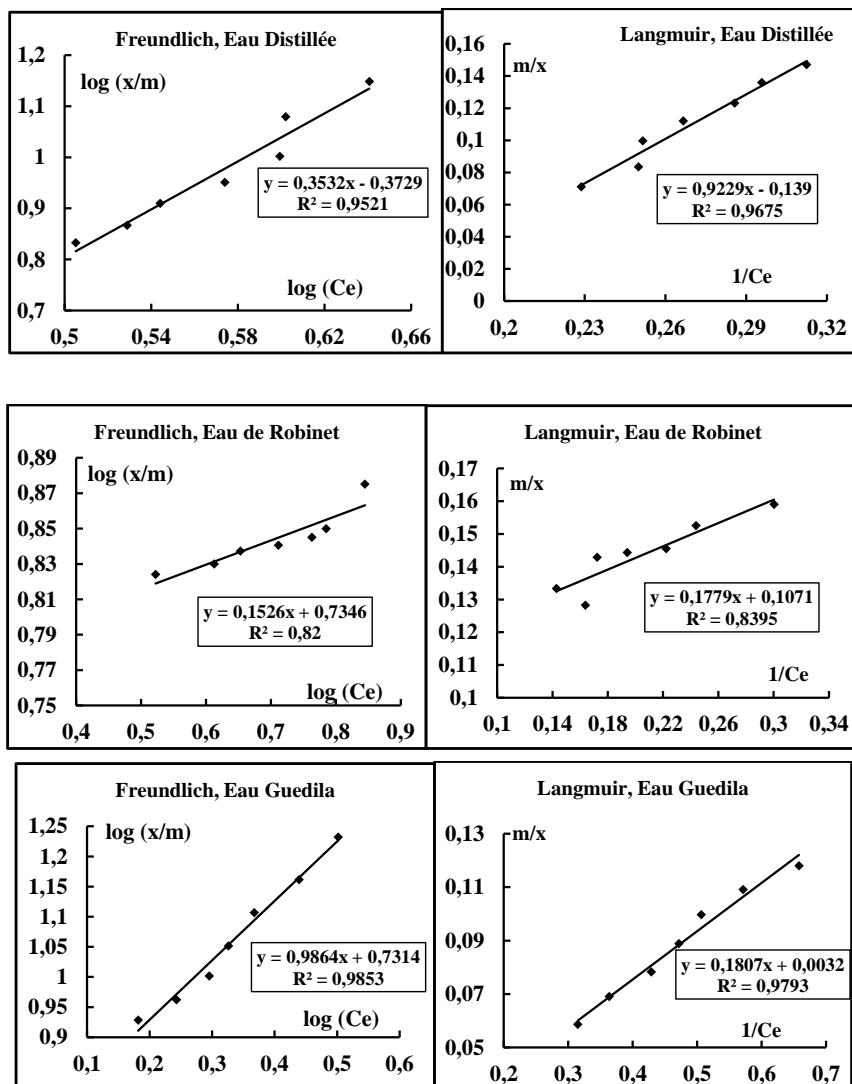 Freundlich, Eau Distillée
log (x/m)
1,2
1,1
1
0,9
0,8
0,7
y = 0,3532x - 0,3729
R² = 0,9521
log (Ce)
0,5 0,54 0,58 0,62 0,66
Langmuir, Eau Distillée
m/x
0,16
0,14
0,12
0,1
0,08
0,06
0,04
0,02
0
y = 0,9229x - 0,139
R² = 0,9675
1/Ce
0,2 0,23 0,26 0,29 0,32
Freundlich, Eau de Robinet
log (x/m)
0,89
0,87
0,85
0,83
0,81
0,79
0,77
0,75
y = 0,1526x + 0,7346
R² = 0,82
log (Ce)
0,4 0,5 0,6 0,7 0,8 0,9
Langmuir, Eau de Robinet
m/x
0,17
0,16
0,15
0,14
0,13
0,12
0,11
0,1
y = 0,1779x + 0,1071
R² = 0,8395
1/Ce
0,1 0,14 0,18 0,22 0,26 0,3 0,34
Freundlich, Eau Guedila
log (x/m)
1,25
1,2
1,15
1,1
1,05
1
0,95
0,9
y = 0,9864x + 0,7314
R² = 0,9853
log (Ce)
0,1 0,2 0,3 0,4 0,5 0,6
Langmuir, Eau Guedila
m/x
0,13
0,11
0,09
0,07
0,05
y = 0,1807x + 0,0032
R² = 0,9793
1/Ce
0,2 0,3 0,4 0,5 0,6 0,7